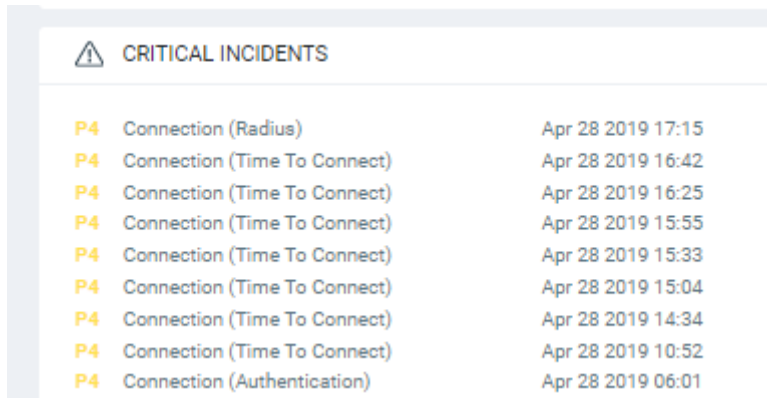 CRITICAL INCIDENTS
P4 Connection (Radius) Apr 28 2019 17:15
P4 Connection (Time To Connect) Apr 28 2019 16:42
P4 Connection (Time To Connect) Apr 28 2019 16:25
P4 Connection (Time To Connect) Apr 28 2019 15:55
P4 Connection (Time To Connect) Apr 28 2019 15:33
P4 Connection (Time To Connect) Apr 28 2019 15:04
P4 Connection (Time To Connect) Apr 28 2019 14:34
P4 Connection (Time To Connect) Apr 28 2019 10:52
P4 Connection (Authentication) Apr 28 2019 06:01